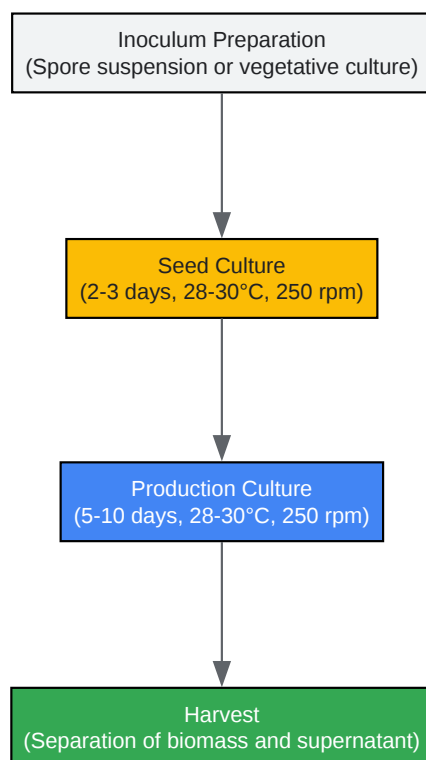 Inoculum Preparation
(Spore suspension or vegetative culture)
Seed Culture
(2-3 days, 28-30°C, 250 rpm)
Production Culture
(5-10 days, 28-30°C, 250 rpm)
Harvest
(Separation of biomass and supernatant)